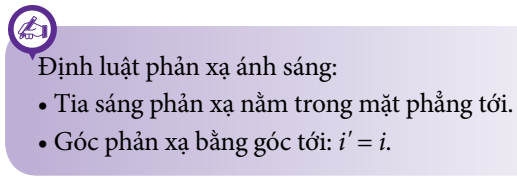 Định luật phản xạ ánh sáng:
• Tia sáng phản xạ nằm trong mặt phẳng tới.
• Góc phản xạ bằng góc tới: i' = i.